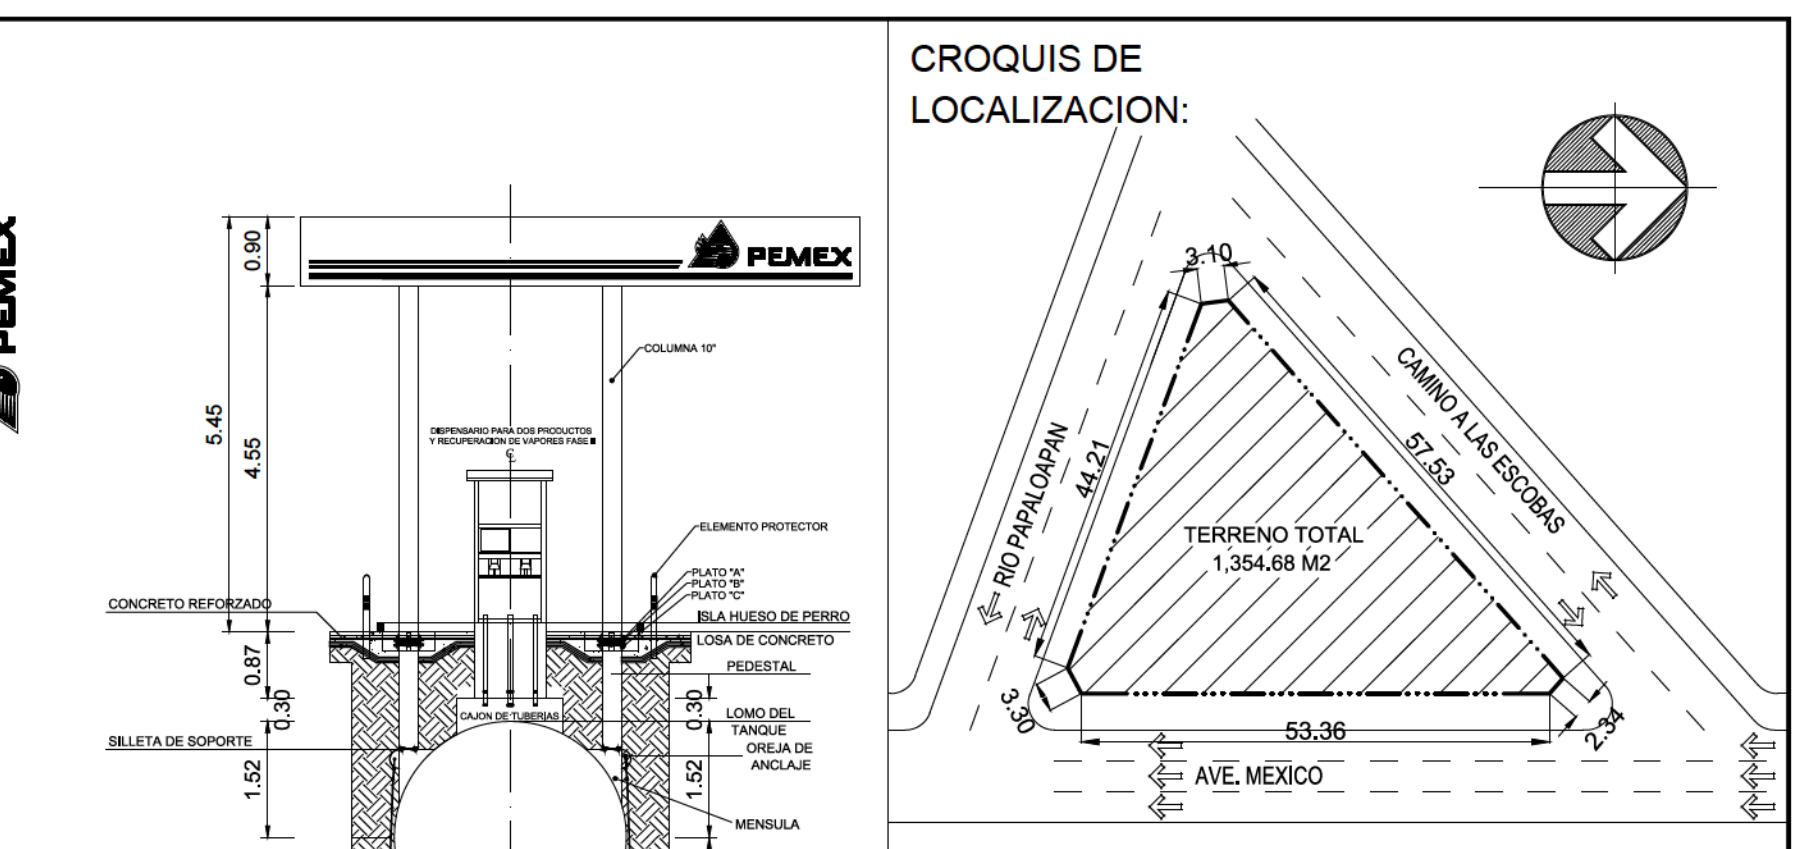 PEMEX
0.90
PEMEX
COLUMNA 10"
5.45
4.55
DISPENSARIO PARA DOS PRODUCTOS
Y RECUPERACION DE VAPORES FASE II
ELEMENTO PROTECTOR
PLATO "A"
PLATO "B"
PLATO "C"
CONCRETO REFORZADO
ISLA HUESO DE PERRO
LOSA DE CONCRETO
0.87
PEDESTAL
0.30
0.30
CAJON DE TUBERIAS
LOMO DEL
TANQUE
SILLETA DE SOPORTE
OREJA DE
ANCLAJE
1.52
1.52
MENSULA
CROQUIS DE
LOCALIZACION:
3.10
CAMINO A LAS ESCOBAS
57.53
RIO PAPALOAPAN
44.21
TERRENO TOTAL
1,354.68 M2
3.30
53.36
2.34
AVE. MEXICO